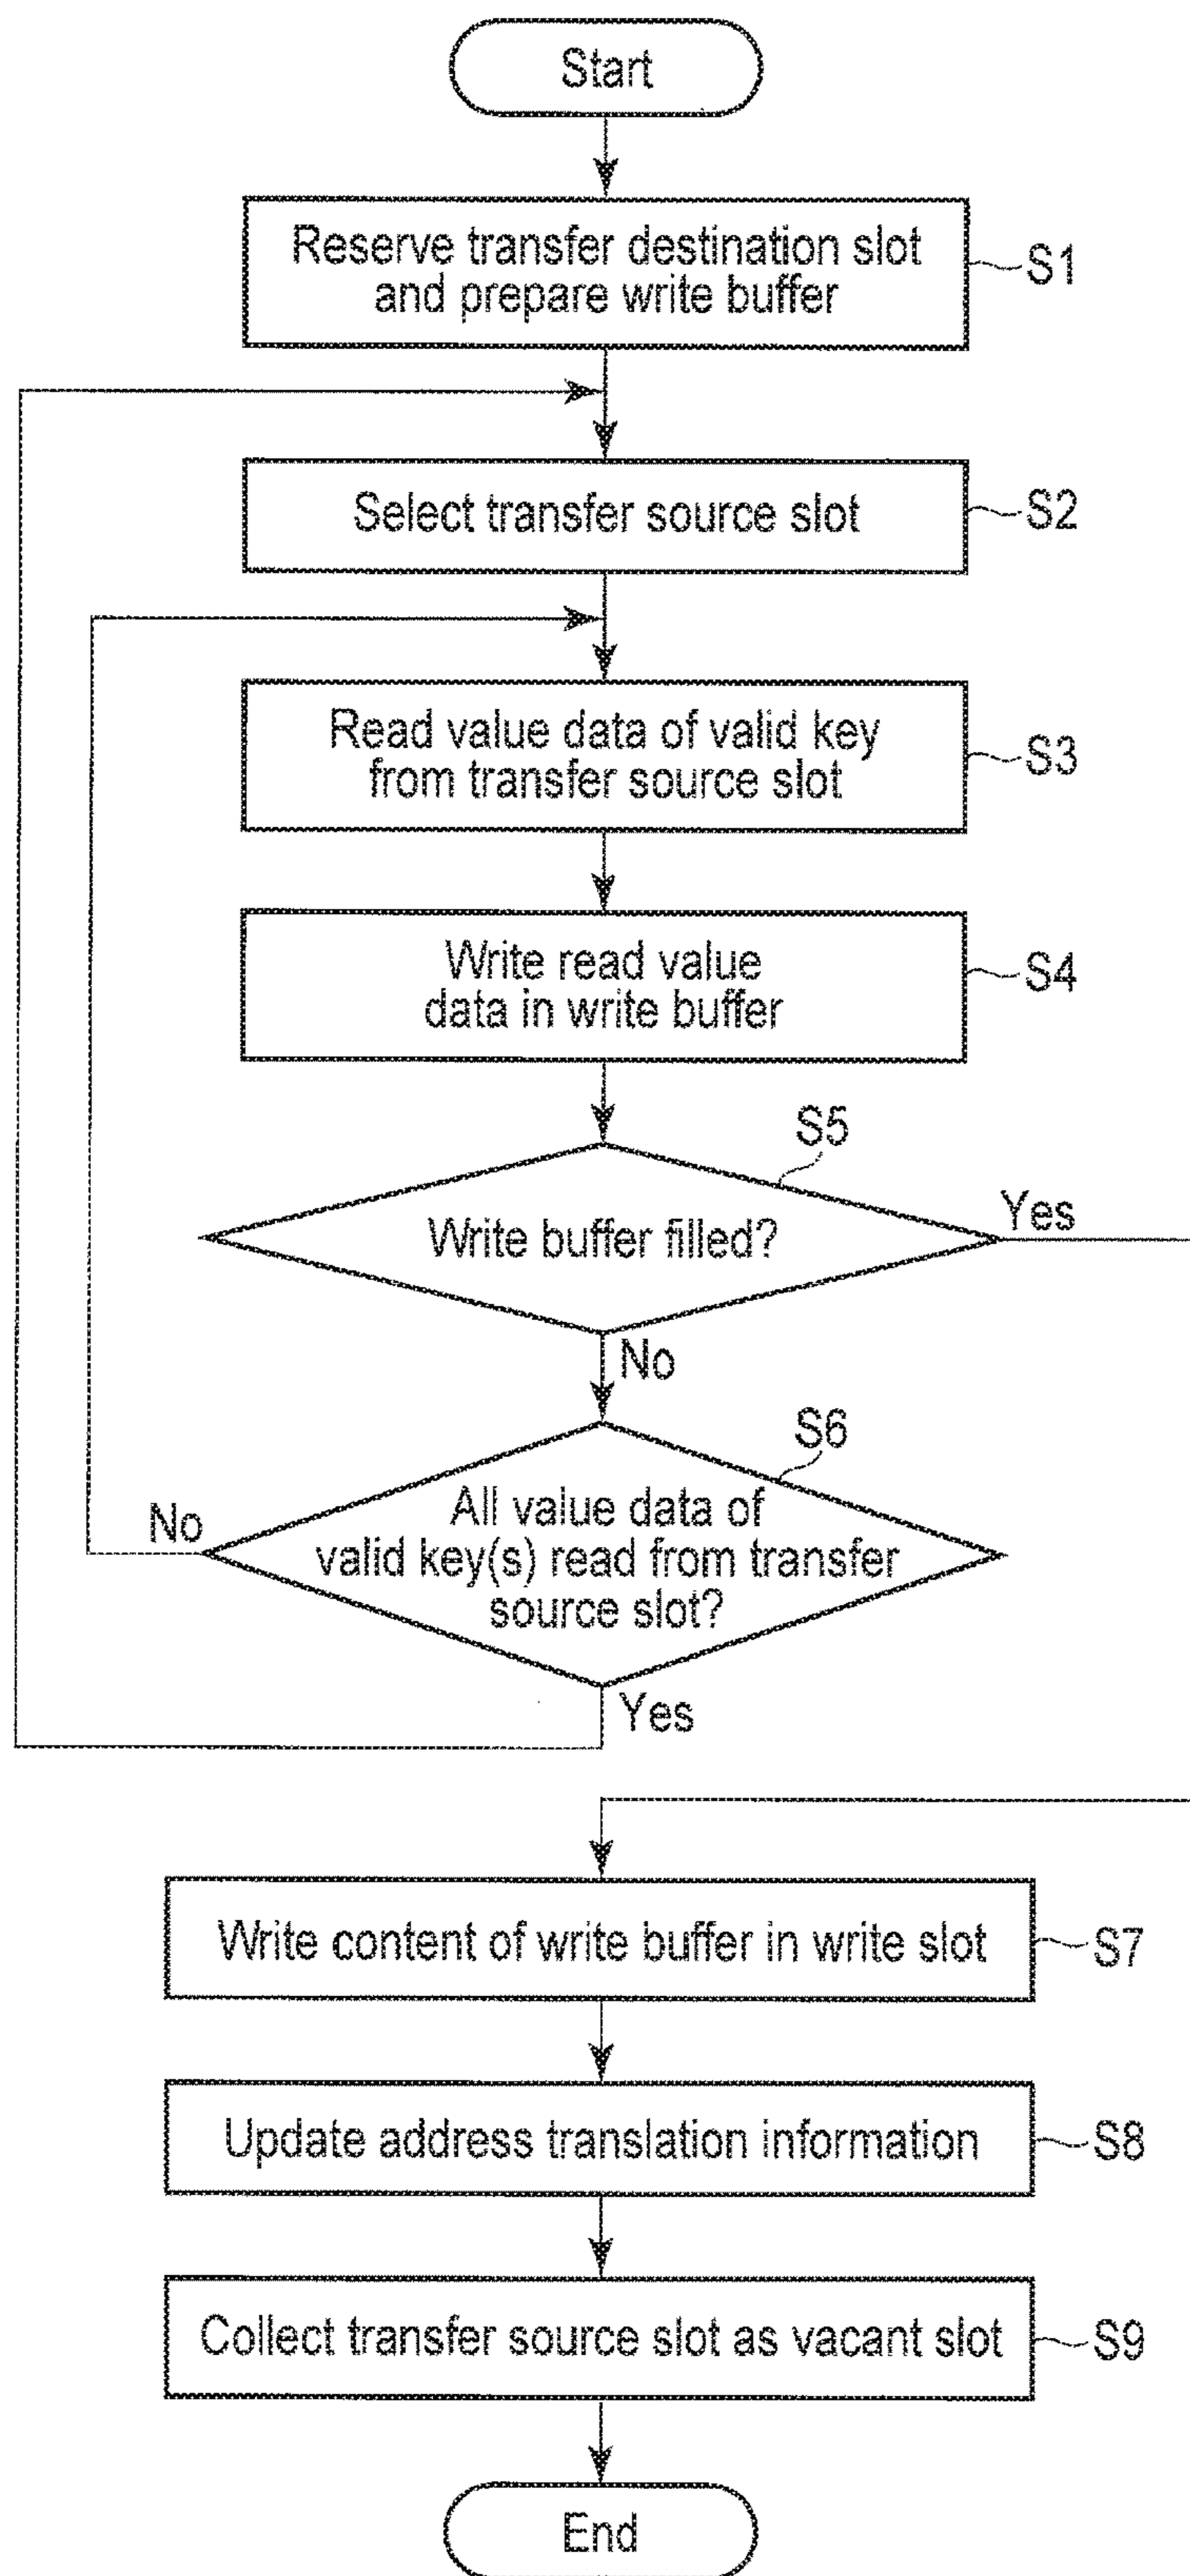 Start
Reserve transfer destination slot
and prepare write buffer
S1
Select transfer source slot
S2
Read value data of valid key
from transfer source slot
S3
Write read value
data in write buffer
S4
S5
Write buffer filled?
Yes
No
S6
All value data of
valid key(s) read from transfer
source slot?
No
Yes
Write content of write buffer in write slot
S7
Update address translation information
S8
Collect transfer source slot as vacant slot
S9
End